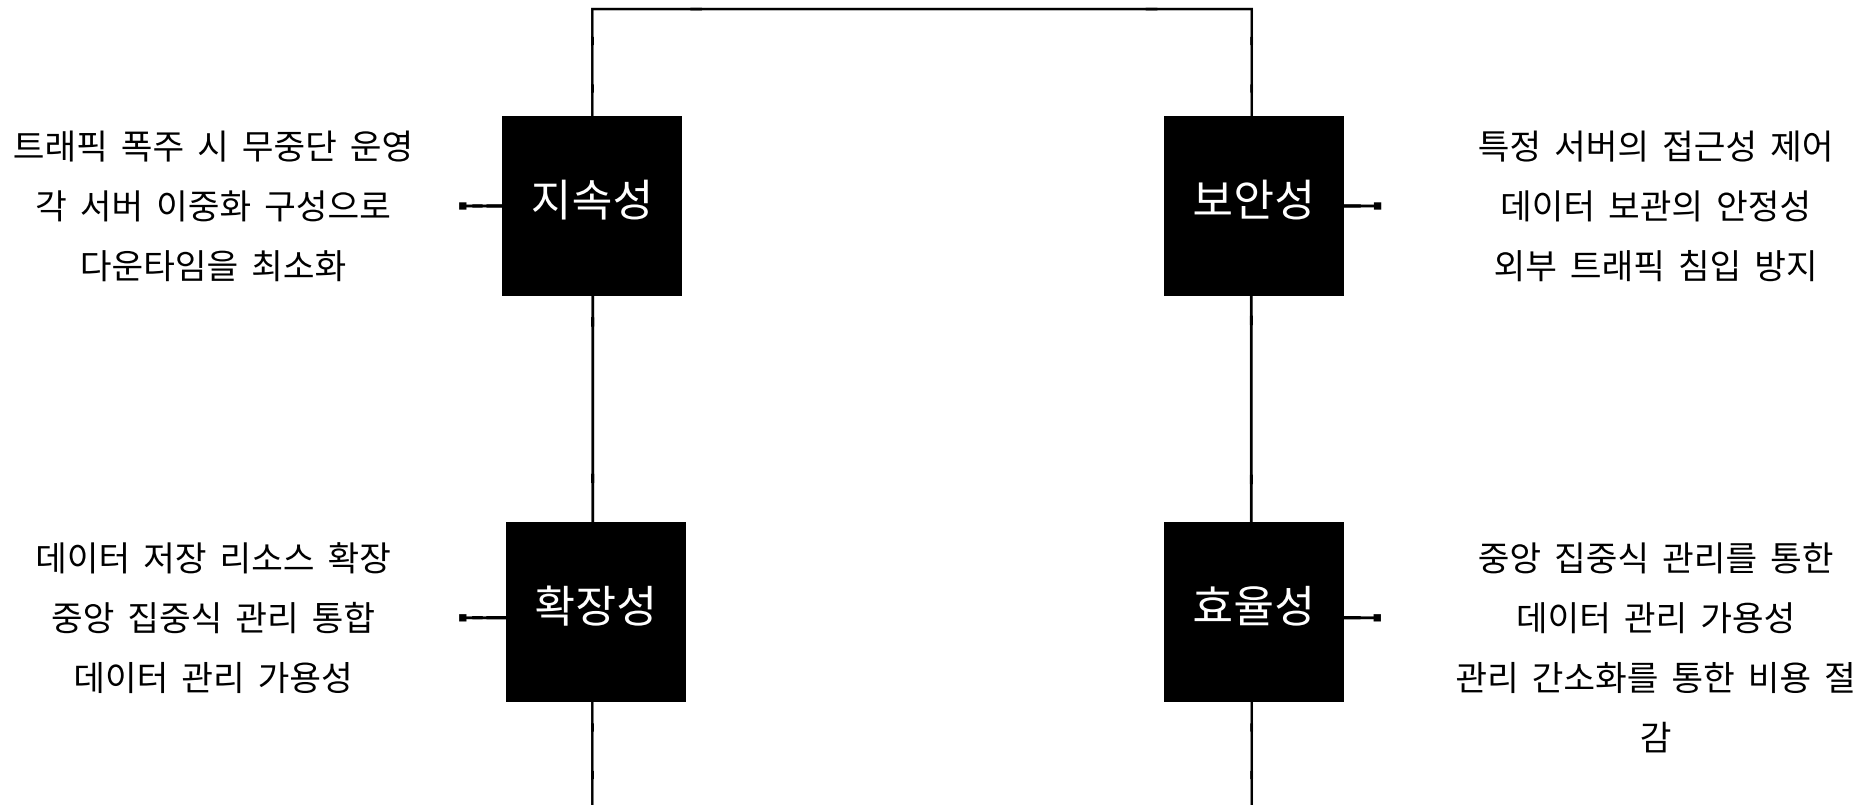 트래픽 폭주 시 무중단 운영
각 서버 이중화 구성으로
다운타임을 최소화
지속성
보안성
특정 서버의 접근성 제어
데이터 보관의 안정성
외부 트래픽 침입 방지
데이터 저장 리소스 확장
중앙 집중식 관리 통합
데이터 관리 가용성
확장성
효율성
중앙 집중식 관리를 통한
데이터 관리 가용성
관리 간소화를 통한 비용 절
감